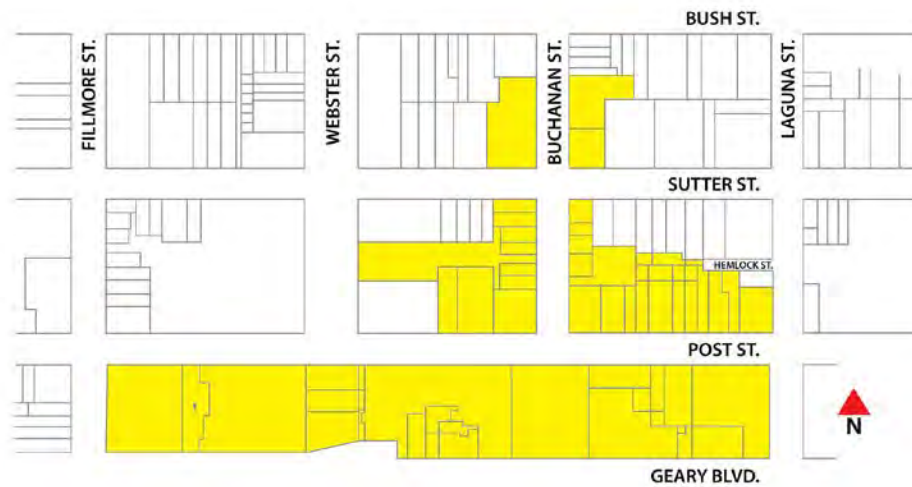 BUSH ST.
FILLMORE ST.
WEBSTER ST.
BUCHANAN ST.
LAGUNA ST.
SUTTER ST.
HEMLOCK ST.
POST ST.
N
GEARY BLVD.